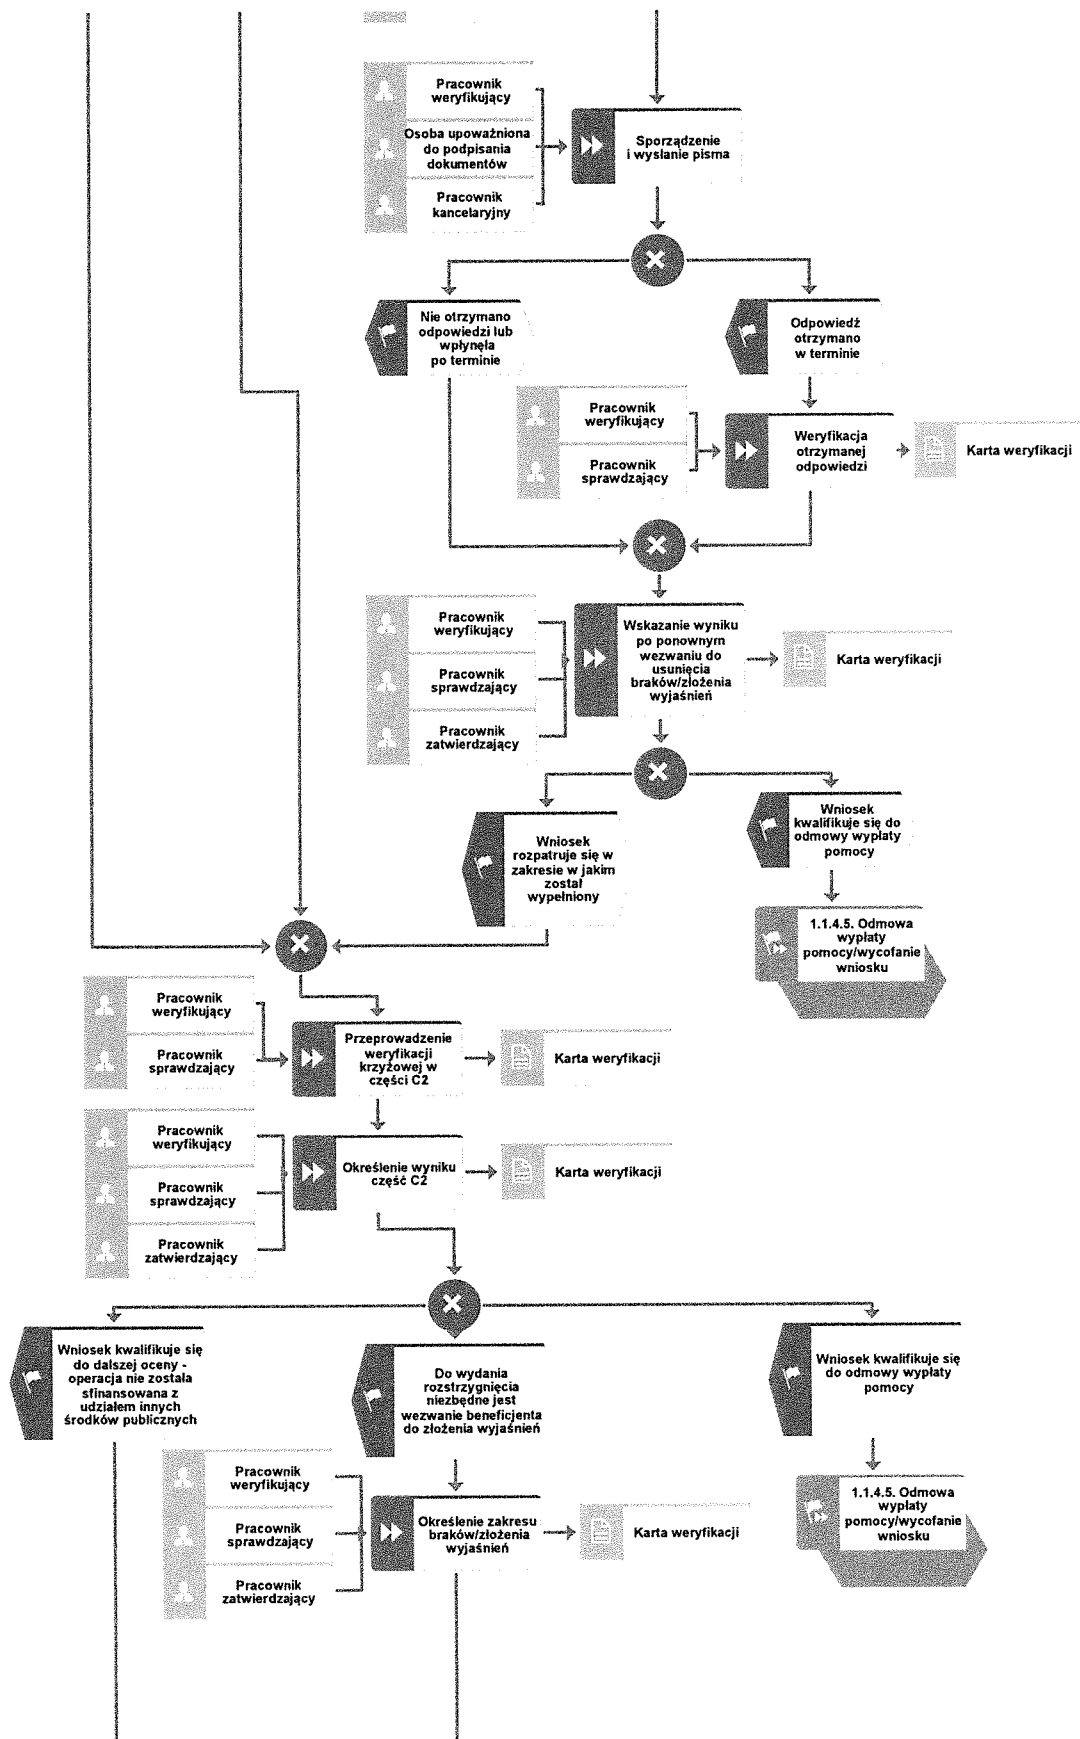 Pracownik
weryfikujący
Osoba upoważniona
do podpisania
dokumentów
Pracownik
kancelaryjny
Sporządzenie
i wysłanie pisma
Nie otrzymano
odpowiedzi lub
wpłynęła
po terminie
Odpowiedź
otrzymano
w terminie
Pracownik
weryfikujący
Pracownik
sprawdzający
Weryfikacja
otrzymanej
odpowiedzi
Karta weryfikacji
Pracownik
weryfikujący
Pracownik
sprawdzający
Pracownik
zatwierdzający
Wskazanie wyniku
po ponownym
wezwaniu do
usunięcia
braków/złożenia
wyjaśnień
Karta weryfikacji
Wniosek
rozpatruje się w
zakresie w jakim
został
wypełniony
Wniosek
kwalifikuje się do
odmowy wypłaty
pomocy
1.1.4.5. Odmowa
wypłaty
pomocy/wycofanie
wniosku
Pracownik
weryfikujący
Pracownik
sprawdzający
Przeprowadzenie
weryfikacji
krzyżowej w
części C2
Karta weryfikacji
Pracownik
weryfikujący
Pracownik
sprawdzający
Pracownik
zatwierdzający
Określenie wyniku
część C2
Karta weryfikacji
Wniosek kwalifikuje się
do dalszej oceny -
operacja nie została
sfinansowana z
udziałem innych
środków publicznych
Do wydania
rozstrzygnięcia
niezbędne jest
wezwanie beneficjenta
do złożenia wyjaśnień
Wniosek kwalifikuje się
do odmowy wypłaty
pomocy
1.1.4.5. Odmowa
wypłaty
pomocy/wycofanie
wniosku
Pracownik
weryfikujący
Pracownik
sprawdzający
Pracownik
zatwierdzający
Określenie zakresu
braków/złożenia
wyjaśnień
Karta weryfikacji